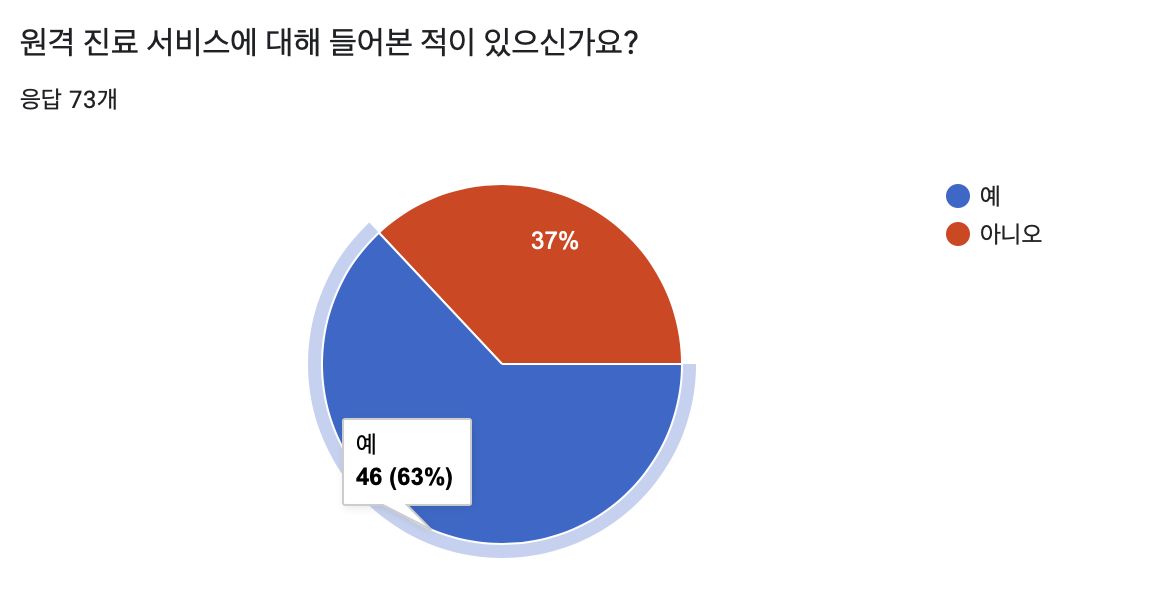 원격 진료 서비스에 대해 들어본 적이 있으신가요?
응답 73개
37%
예
46 (63%)
예
아니오